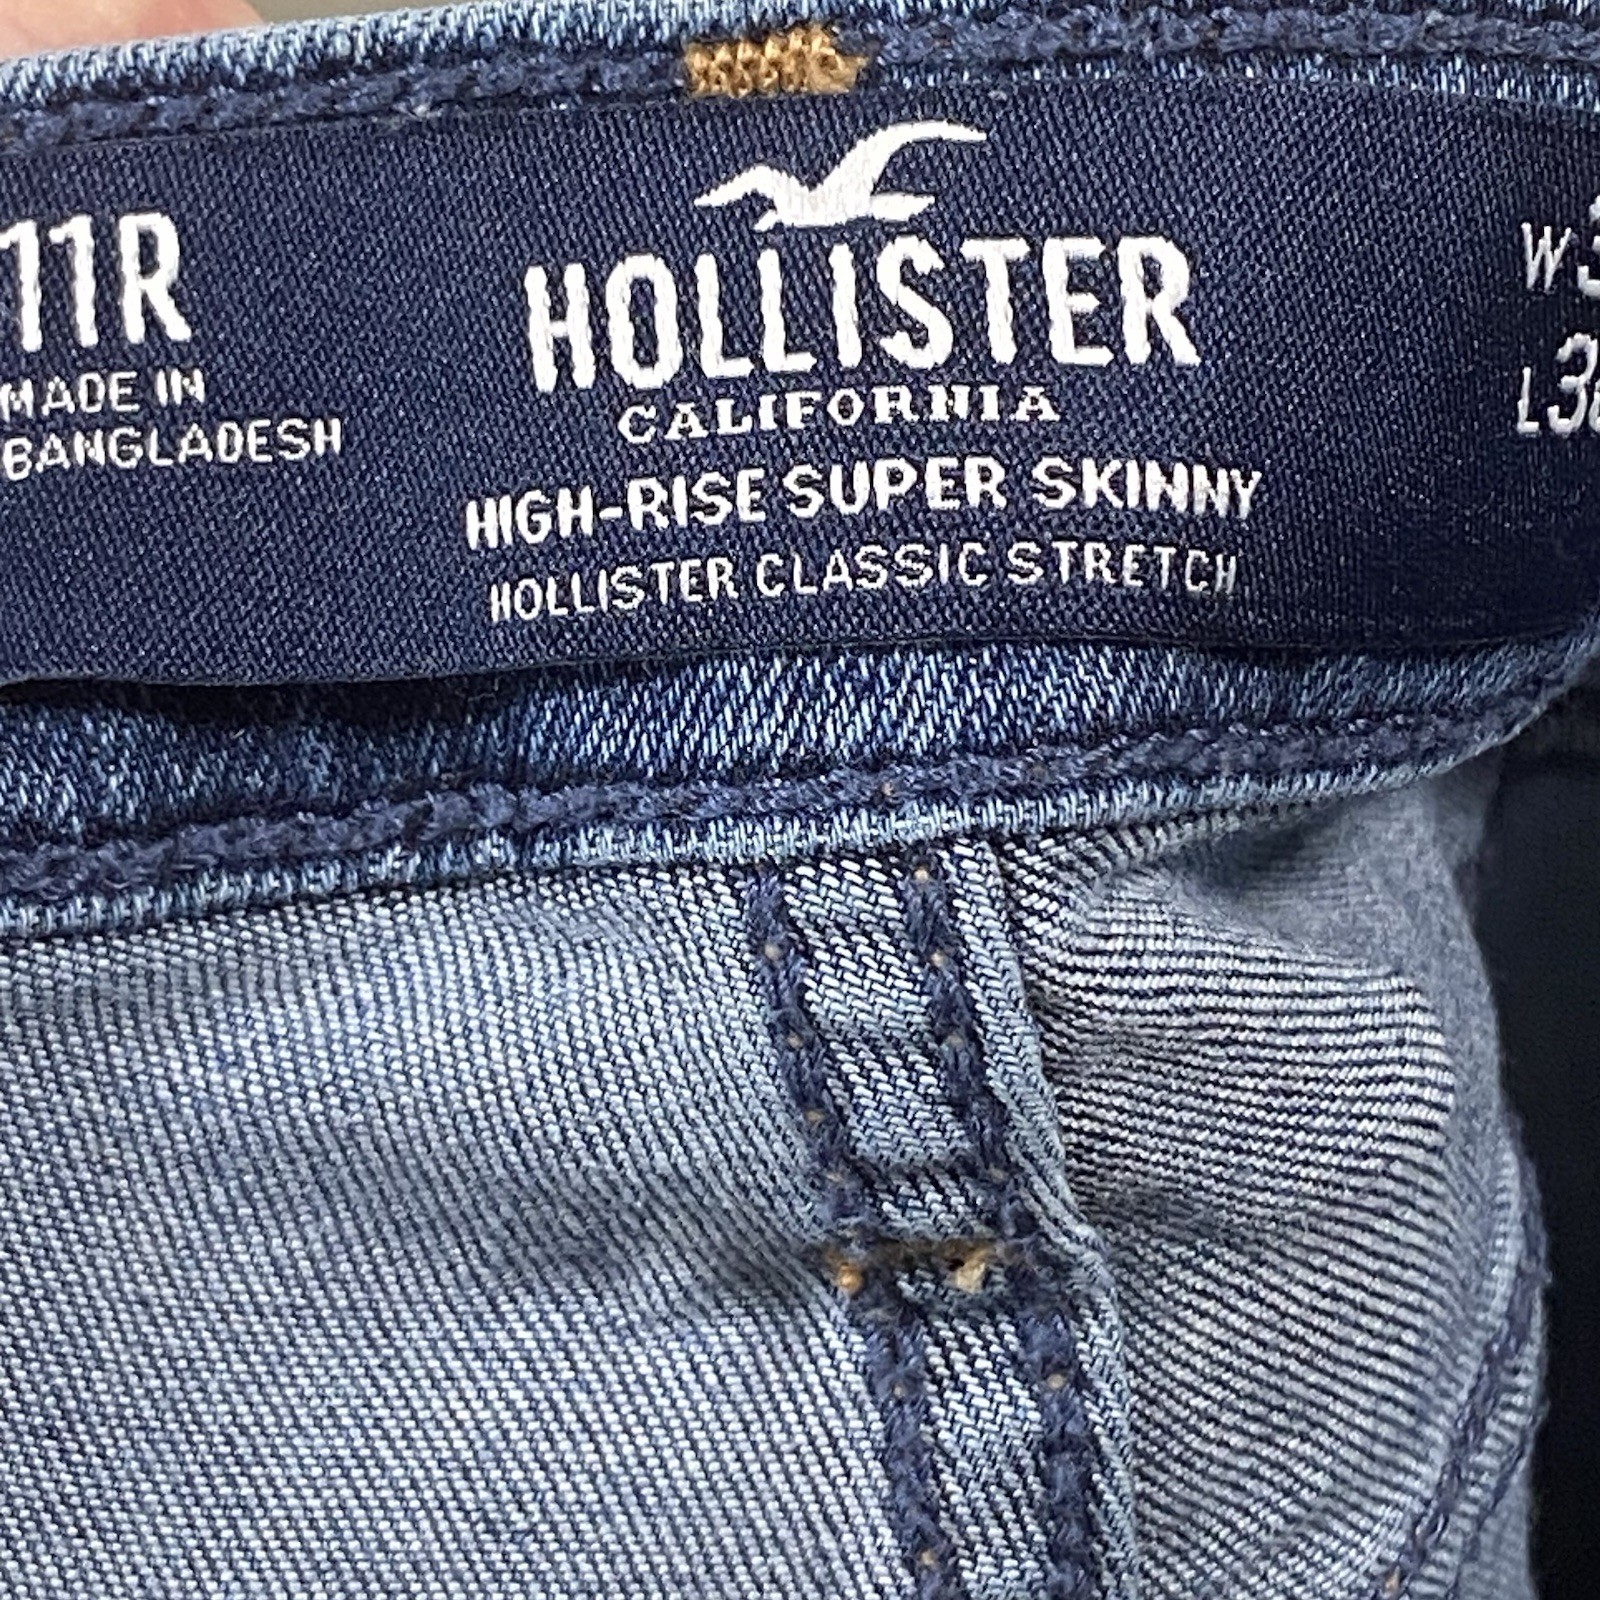 11R
MADE IN
BANGLADESH
HOLLISTER
CALIFORNIA
HIGH-RISE SUPER SKINNY
HOLLISTER CLASSIC STRETCH
W
L